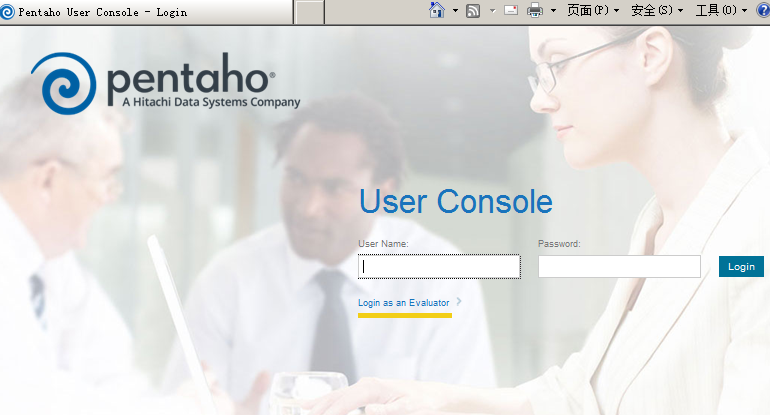 Pentaho User Console - Login
页面(P)
安全(S)
工具(O)
pentaho®
A Hitachi Data Systems Company
User Console
User Name:
Password:
Login
Login as an Evaluator